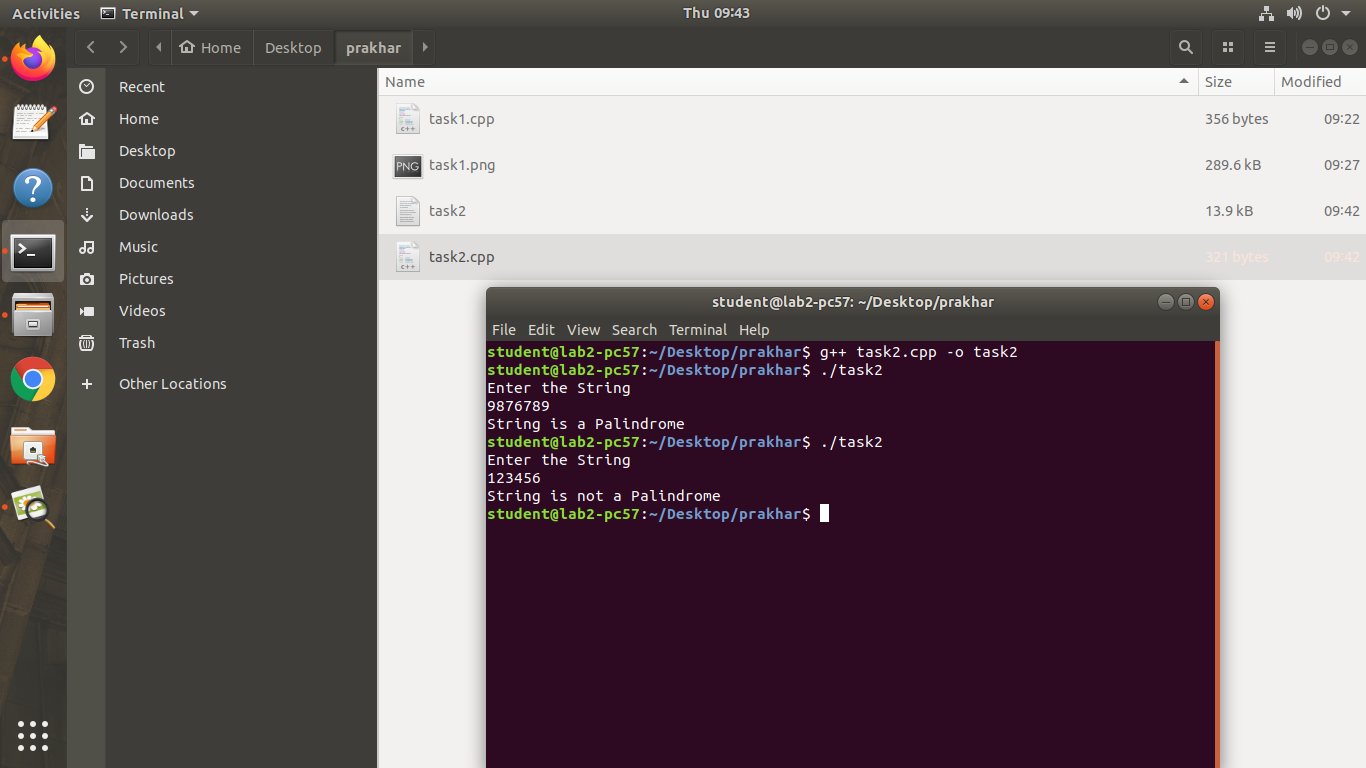 Activities Terminal Thu 09:43
Home Desktop prakhar
Recent
Home
Desktop
Documents
Downloads
Music
Pictures
Videos
Trash
Other Locations
Name Size Modified
task1.cpp 356 bytes 09:22
task1.png 289.6 kB 09:27
task2 13.9 kB 09:42
task2.cpp 321 bytes 09:42
c++
PNG
c++
student@lab2-pc57: ~/Desktop/prakhar
File Edit View Search Terminal Help
student@lab2-pc57:~/Desktop/prakhar$ g++ task2.cpp -o task2
student@lab2-pc57:~/Desktop/prakhar$ ./task2
Enter the String
9876789
String is a Palindrome
student@lab2-pc57:~/Desktop/prakhar$ ./task2
Enter the String
123456
String is not a Palindrome
student@lab2-pc57:~/Desktop/prakhar$